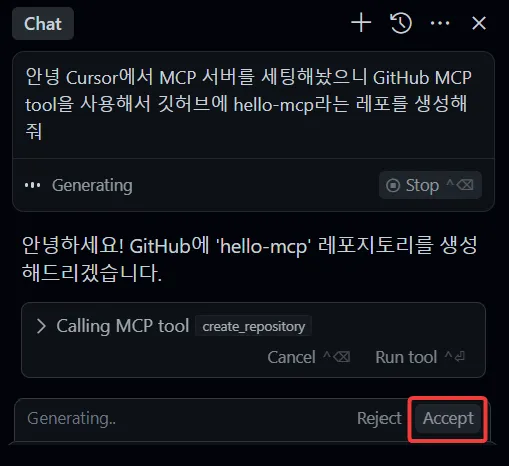 Chat
안녕 Cursor에서 MCP 서버를 세팅해놨으니 GitHub MCP
tool을 사용해서 깃허브에 hello-mcp라는 레포를 생성해
줘
Generating
Stop ^⌫
안녕하세요! GitHub에 'hello-mcp' 레포지토리를 생성
해드리겠습니다.
Calling MCP tool create_repository
Cancel ^⌫ Run tool ^⏎
Generating.. Reject Accept